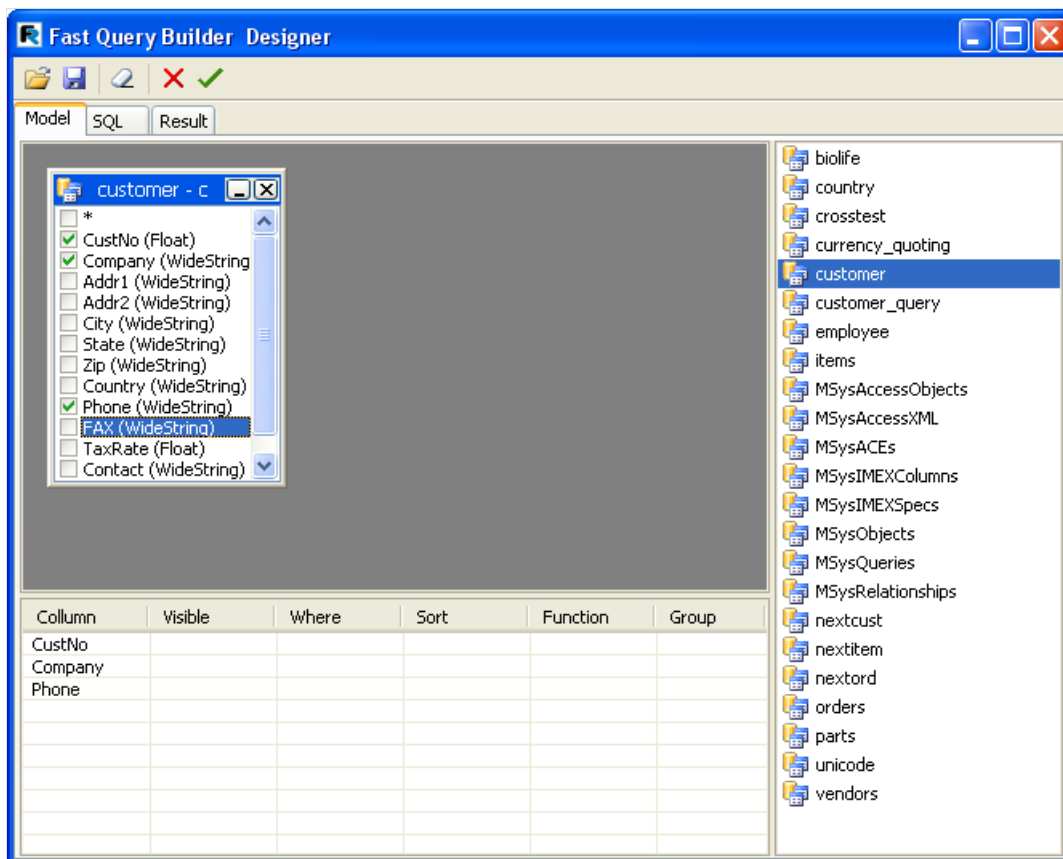 Fast Query Builder Designer
Model
SQL
Result
customer - c
*
CustNo (Float)
Company (WideString
Addr1 (WideString)
Addr2 (WideString)
City (WideString)
State (WideString)
Zip (WideString)
Country (WideString)
Phone (WideString)
FAX (WideString)
TaxRate (Float)
Contact (WideString)
Collumn Visible Where Sort Function Group
CustNo
Company
Phone
biolife
country
crosstest
currency_quoting
customer
customer_query
employee
items
MSysAccessObjects
MSysAccessXML
MSysACEs
MSysIMEXColumns
MSysIMEXSpecs
MSysObjects
MSysQueries
MSysRelationships
nextcust
nextitem
nextord
orders
parts
unicode
vendors